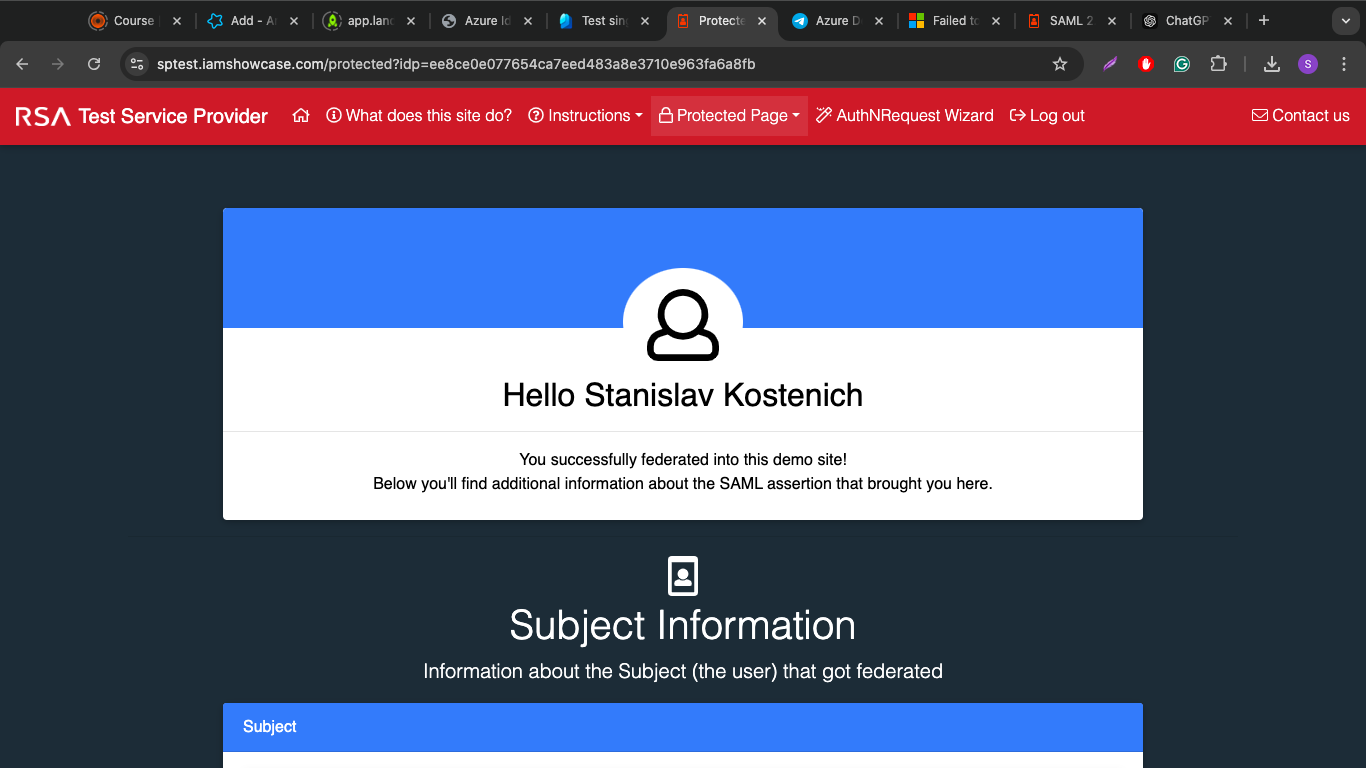 Course
Add - A
app.land
Azure Id
Test sin
Protecte
Azure D
Failed to
SAML 2
ChatGP
sptest.iamshowcase.com/protected?idp=ee8ce0e077654ca7eed483a8e3710e963fa6a8fb
S
RSA Test Service Provider
What does this site do?
Instructions
Protected Page
AuthNRequest Wizard
Log out
Contact us
Hello Stanislav Kostenich
You successfully federated into this demo site!
Below you'll find additional information about the SAML assertion that brought you here.
Subject Information
Information about the Subject (the user) that got federated
Subject